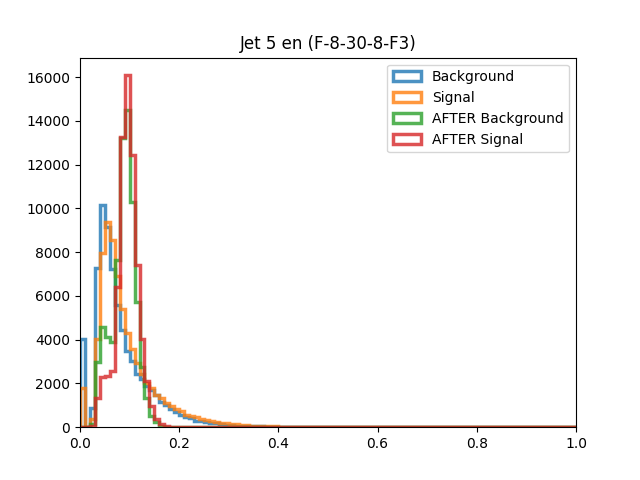 Jet 5 en (F-8-30-8-F3)
Background
Signal
AFTER Background
AFTER Signal
16000
14000
12000
10000
8000
6000
4000
2000
0
0.0 0.2 0.4 0.6 0.8 1.0